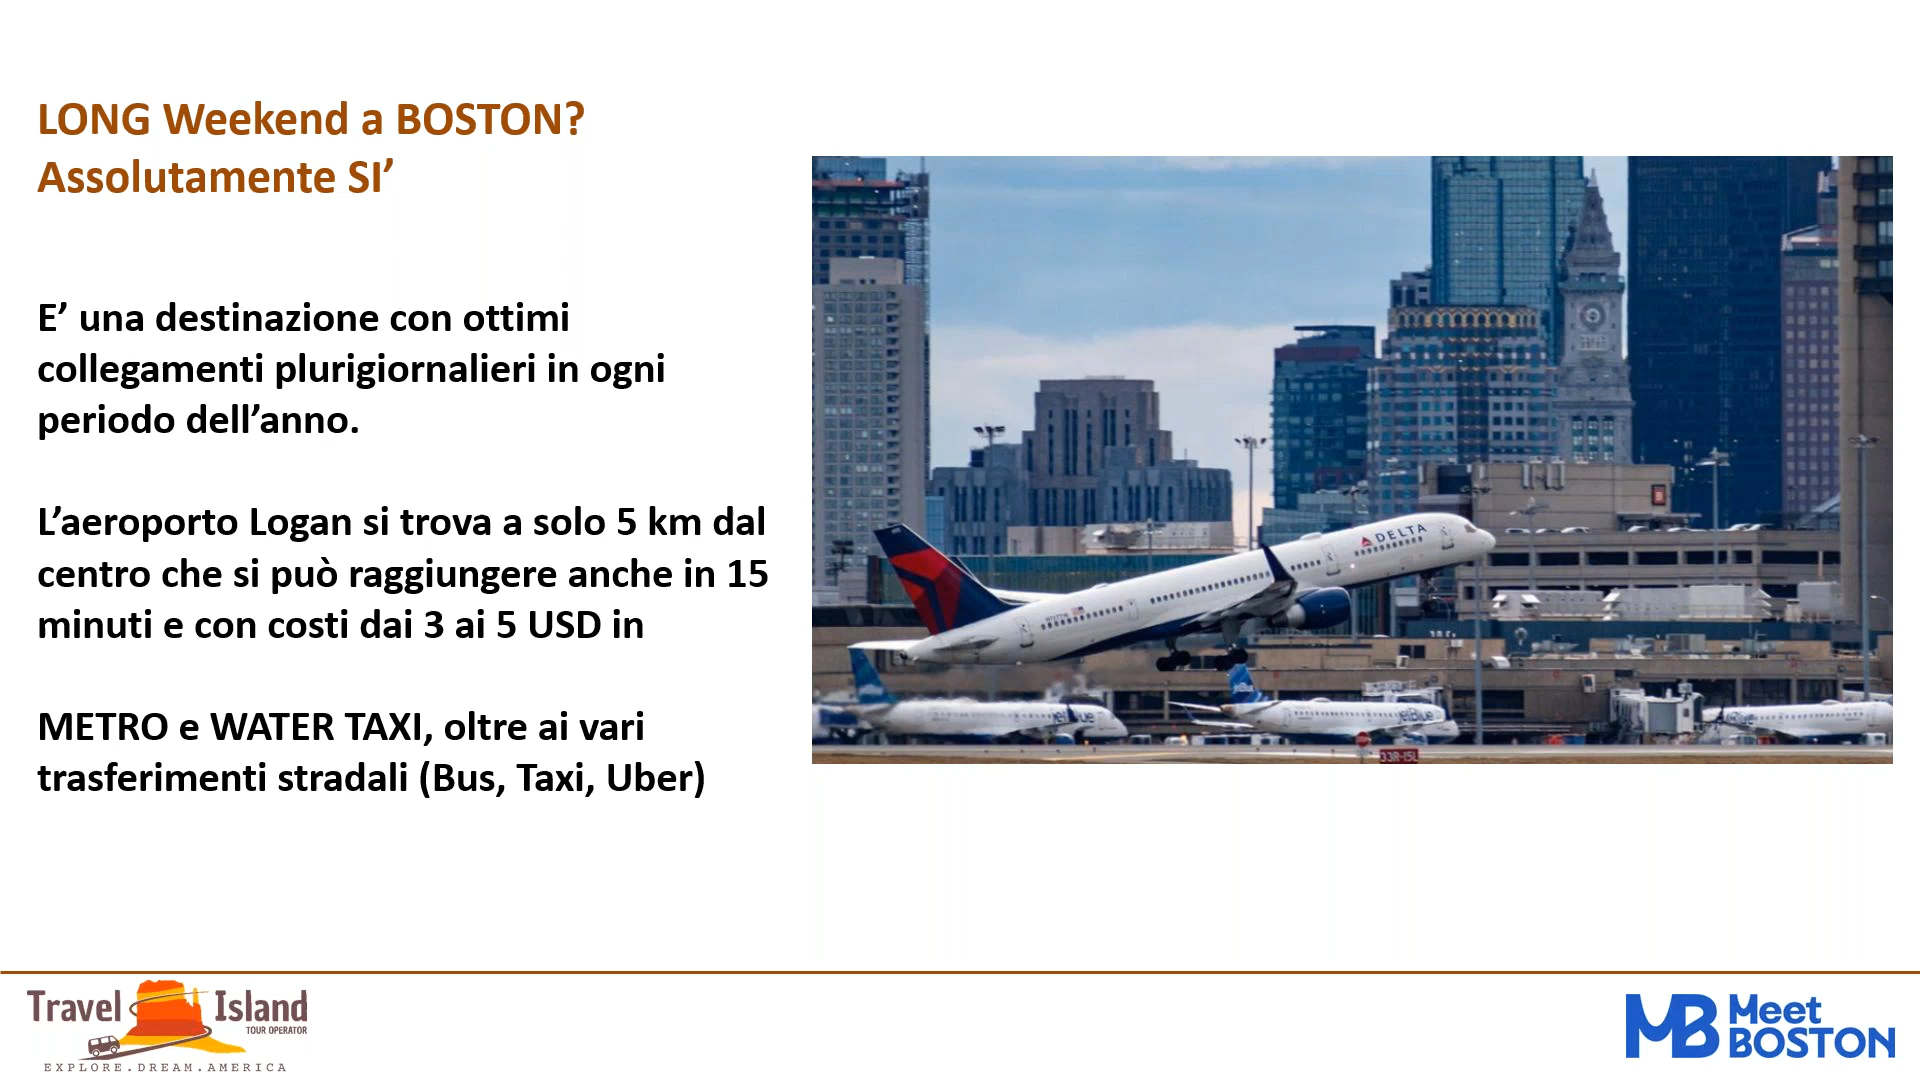 LONG Weekend a BOSTON?
Assolutamente SI’
E’ una destinazione con ottimi
collegamenti plurigiornalieri in ogni
periodo dell’anno.
L’aeroporto Logan si trova a solo 5 km dal
centro che si può raggiungere anche in 15
minuti e con costi dai 3 ai 5 USD in
METRO e WATER TAXI, oltre ai vari
trasferimenti stradali (Bus, Taxi, Uber)
DELTA
jetBlue
jetBlue
33R-15L
Travel Island
TOUR OPERATOR
EXPLORE.DREAM.AMERICA
MB Meet
BOSTON